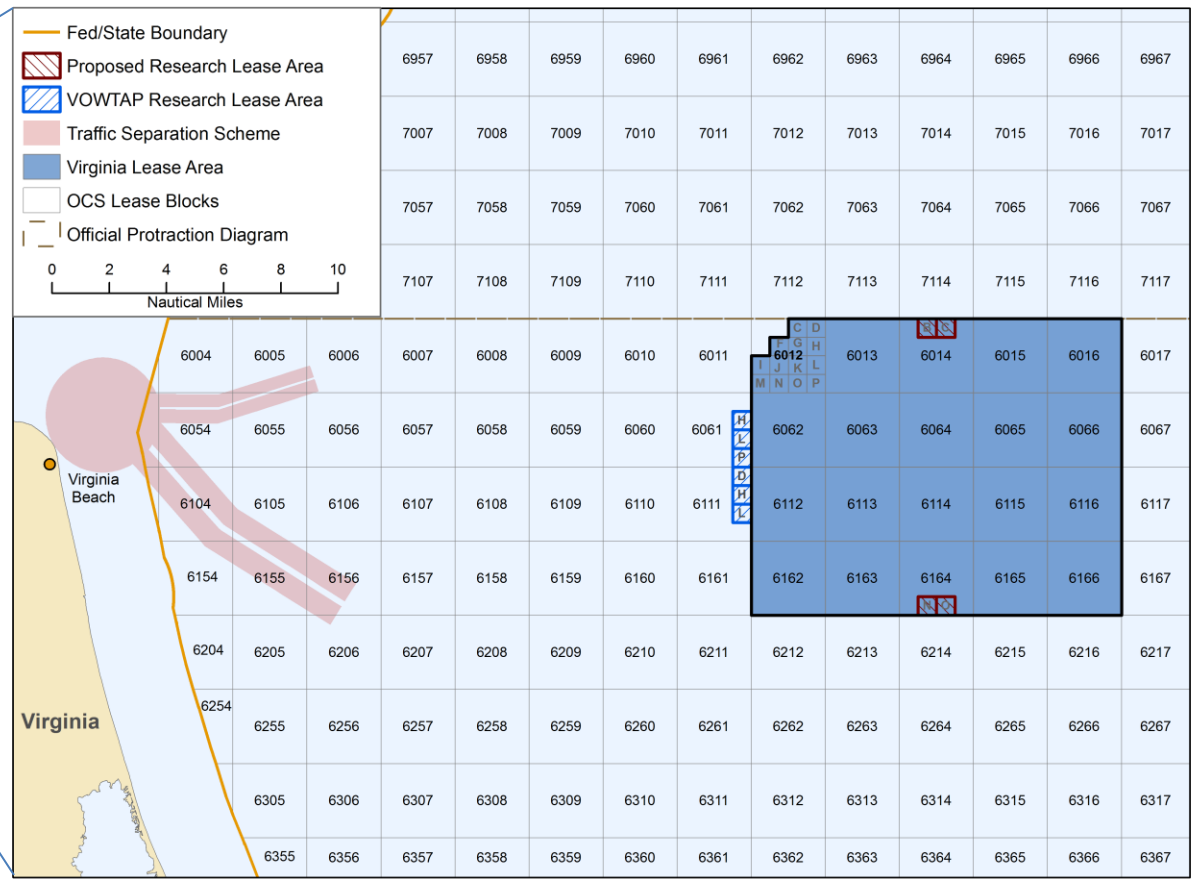 Fed/State Boundary
Proposed Research Lease Area
VOWTAP Research Lease Area
Traffic Separation Scheme
Virginia Lease Area
OCS Lease Blocks
Official Protraction Diagram
0 2 4 6 8 10
Nautical Miles
6957 6958 6959 6960 6961 6962 6963 6964 6965 6966 6967
7007 7008 7009 7010 7011 7012 7013 7014 7015 7016 7017
7057 7058 7059 7060 7061 7062 7063 7064 7065 7066 7067
7107 7108 7109 7110 7111 7112 7113 7114 7115 7116 7117
C D B C
F G H
6004 6005 6006 6007 6008 6009 6010 6011 6012 6013 6014 6015 6016 6017
I J K L
M N O P
H
6054 6055 6056 6057 6058 6059 6060 6061 6062 6063 6064 6065 6066 6067
L
P
Virginia
Beach
D
H
6104 6105 6106 6107 6108 6109 6110 6111 6112 6113 6114 6115 6116 6117
L
6154 6155 6156 6157 6158 6159 6160 6161 6162 6163 6164 6165 6166 6167
N O
6204 6205 6206 6207 6208 6209 6210 6211 6212 6213 6214 6215 6216 6217
6254 6255 6256 6257 6258 6259 6260 6261 6262 6263 6264 6265 6266 6267
Virginia
6305 6306 6307 6308 6309 6310 6311 6312 6313 6314 6315 6316 6317
6355 6356 6357 6358 6359 6360 6361 6362 6363 6364 6365 6366 6367